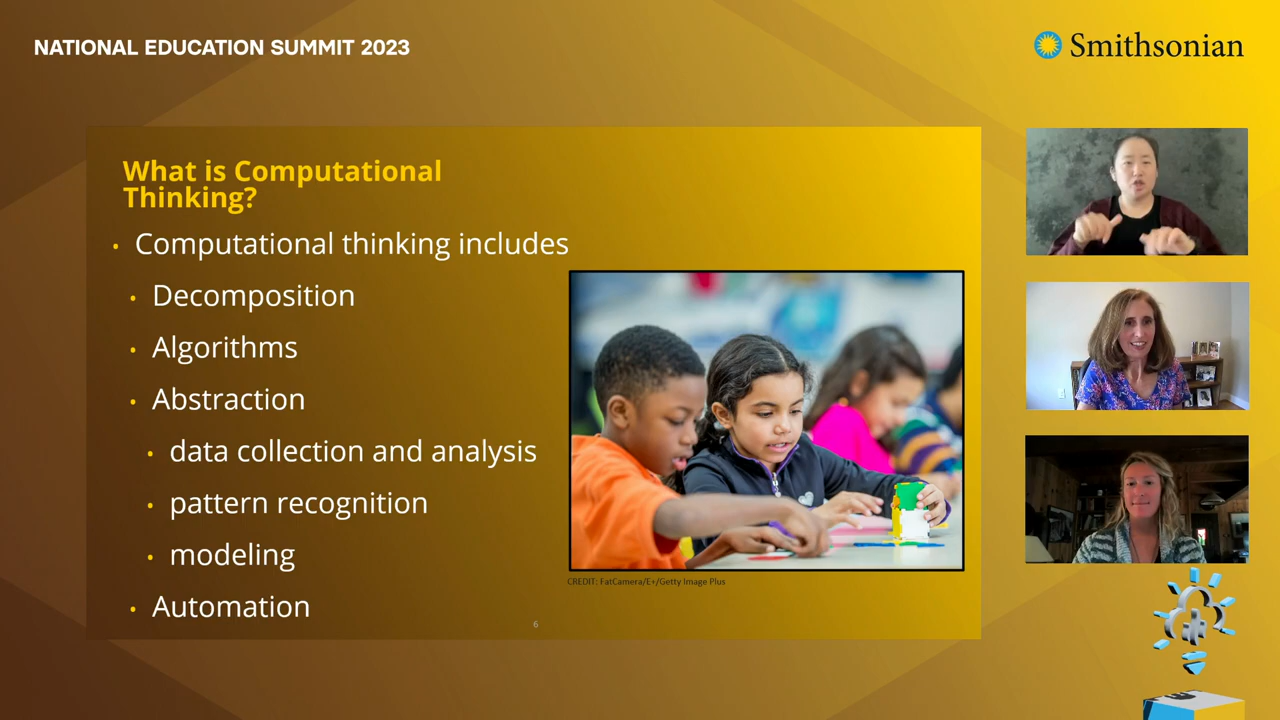 NATIONAL EDUCATION SUMMIT 2023
Smithsonian
What is Computational
Thinking?
• Computational thinking includes
• Decomposition
• Algorithms
• Abstraction
• data collection and analysis
• pattern recognition
• modeling
• Automation
CREDIT: FatCamera/E+/Getty Image Plus
6